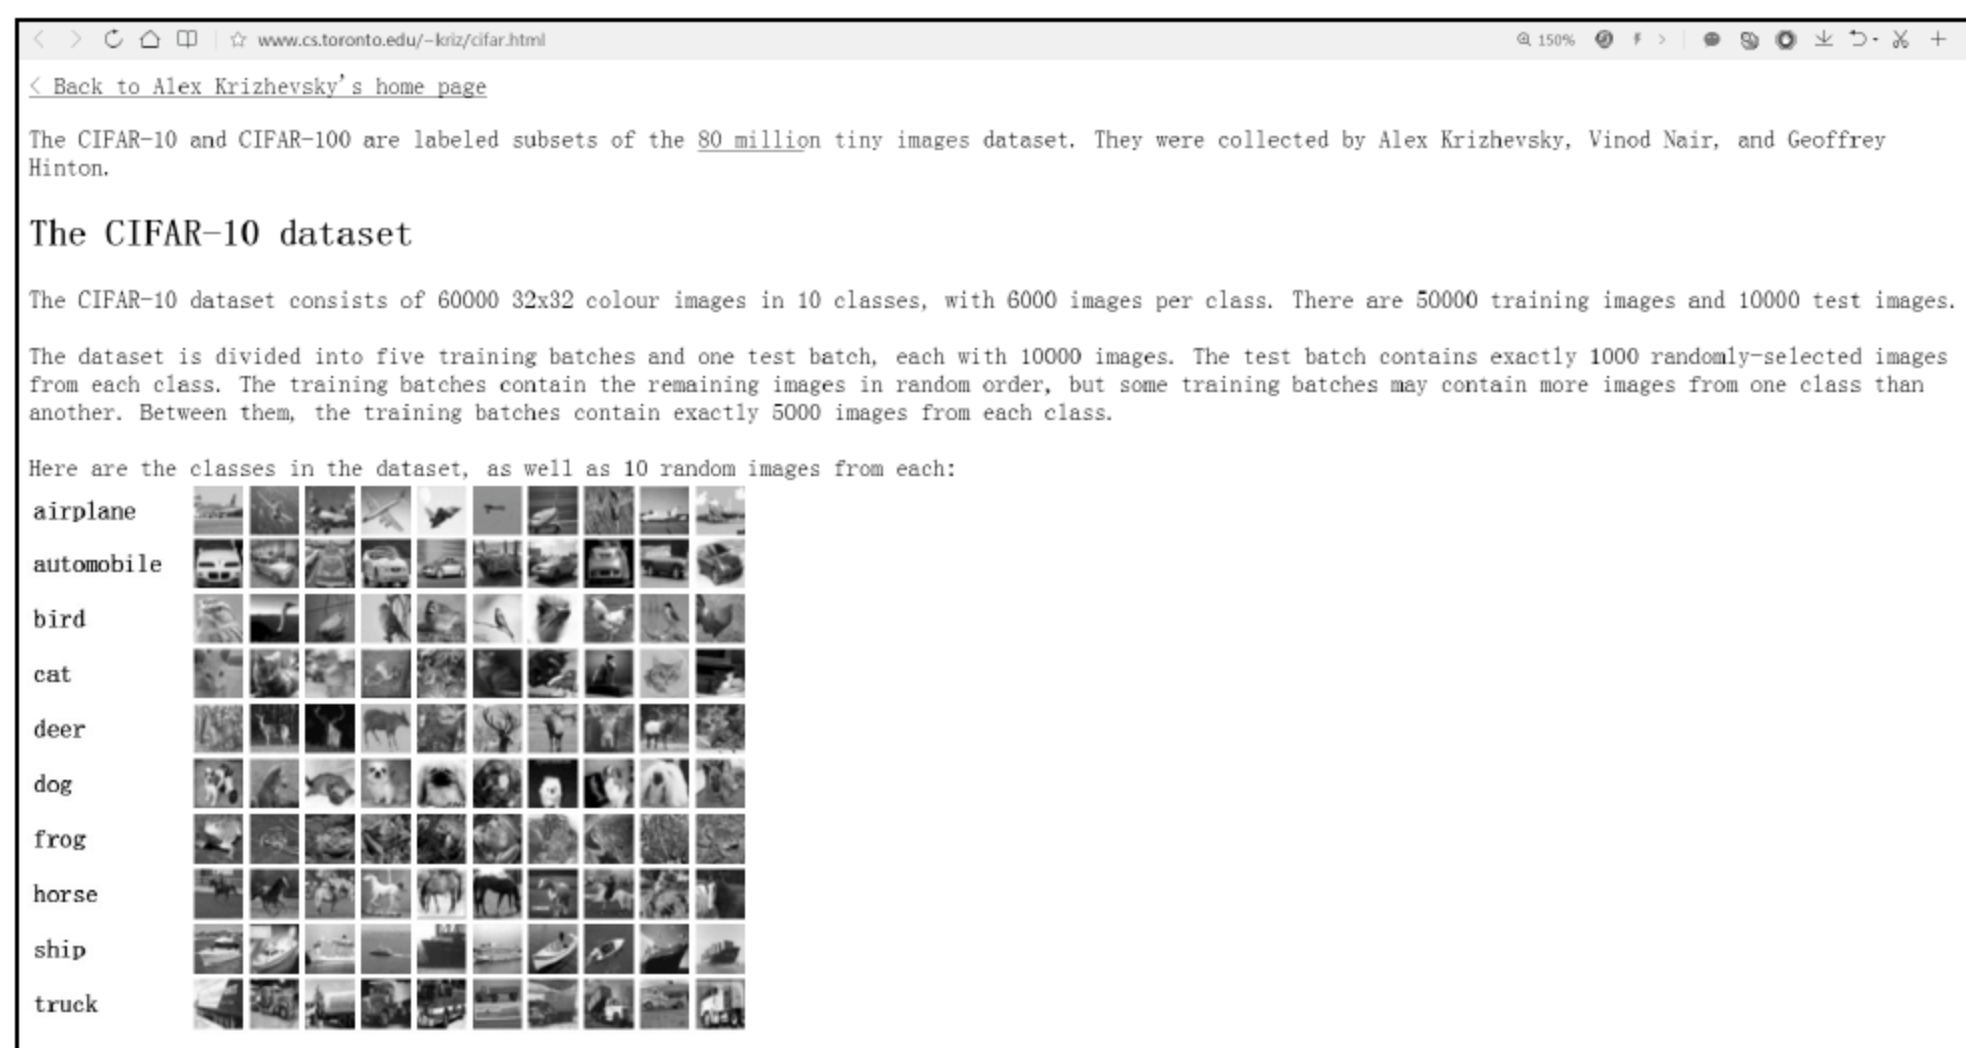 www.cs.toronto.edu/~kriz/cifar.html
150%
< Back to Alex Krizhevsky's home page
The CIFAR-10 and CIFAR-100 are labeled subsets of the 80 million tiny images dataset. They were collected by Alex Krizhevsky, Vinod Nair, and Geoffrey
Hinton.
The CIFAR-10 dataset
The CIFAR-10 dataset consists of 60000 32x32 colour images in 10 classes, with 6000 images per class. There are 50000 training images and 10000 test images.
The dataset is divided into five training batches and one test batch, each with 10000 images. The test batch contains exactly 1000 randomly-selected images
from each class. The training batches contain the remaining images in random order, but some training batches may contain more images from one class than
another. Between them, the training batches contain exactly 5000 images from each class.
Here are the classes in the dataset, as well as 10 random images from each:
airplane
automobile
bird
cat
deer
dog
frog
horse
ship
truck